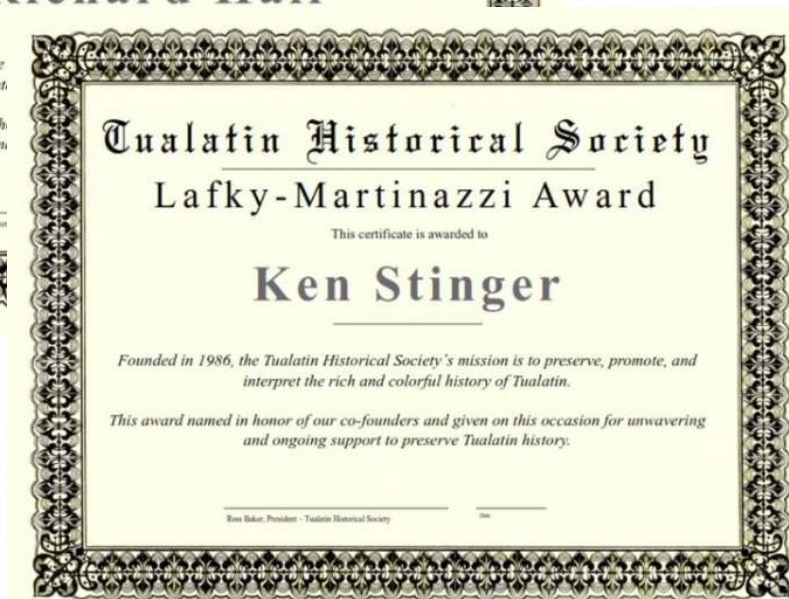 Richard Hall
Tualatin Historical Society
Lafky-Martinazzi Award
This certificate is awarded to
Ken Stinger
Founded in 1986, the Tualatin Historical Society's mission is to preserve, promote, and
interpret the rich and colorful history of Tualatin.
This award named in honor of our co-founders and given on this occasion for unwavering
and ongoing support to preserve Tualatin history.
Ross Baker, President – Tualatin Historical Society
Date